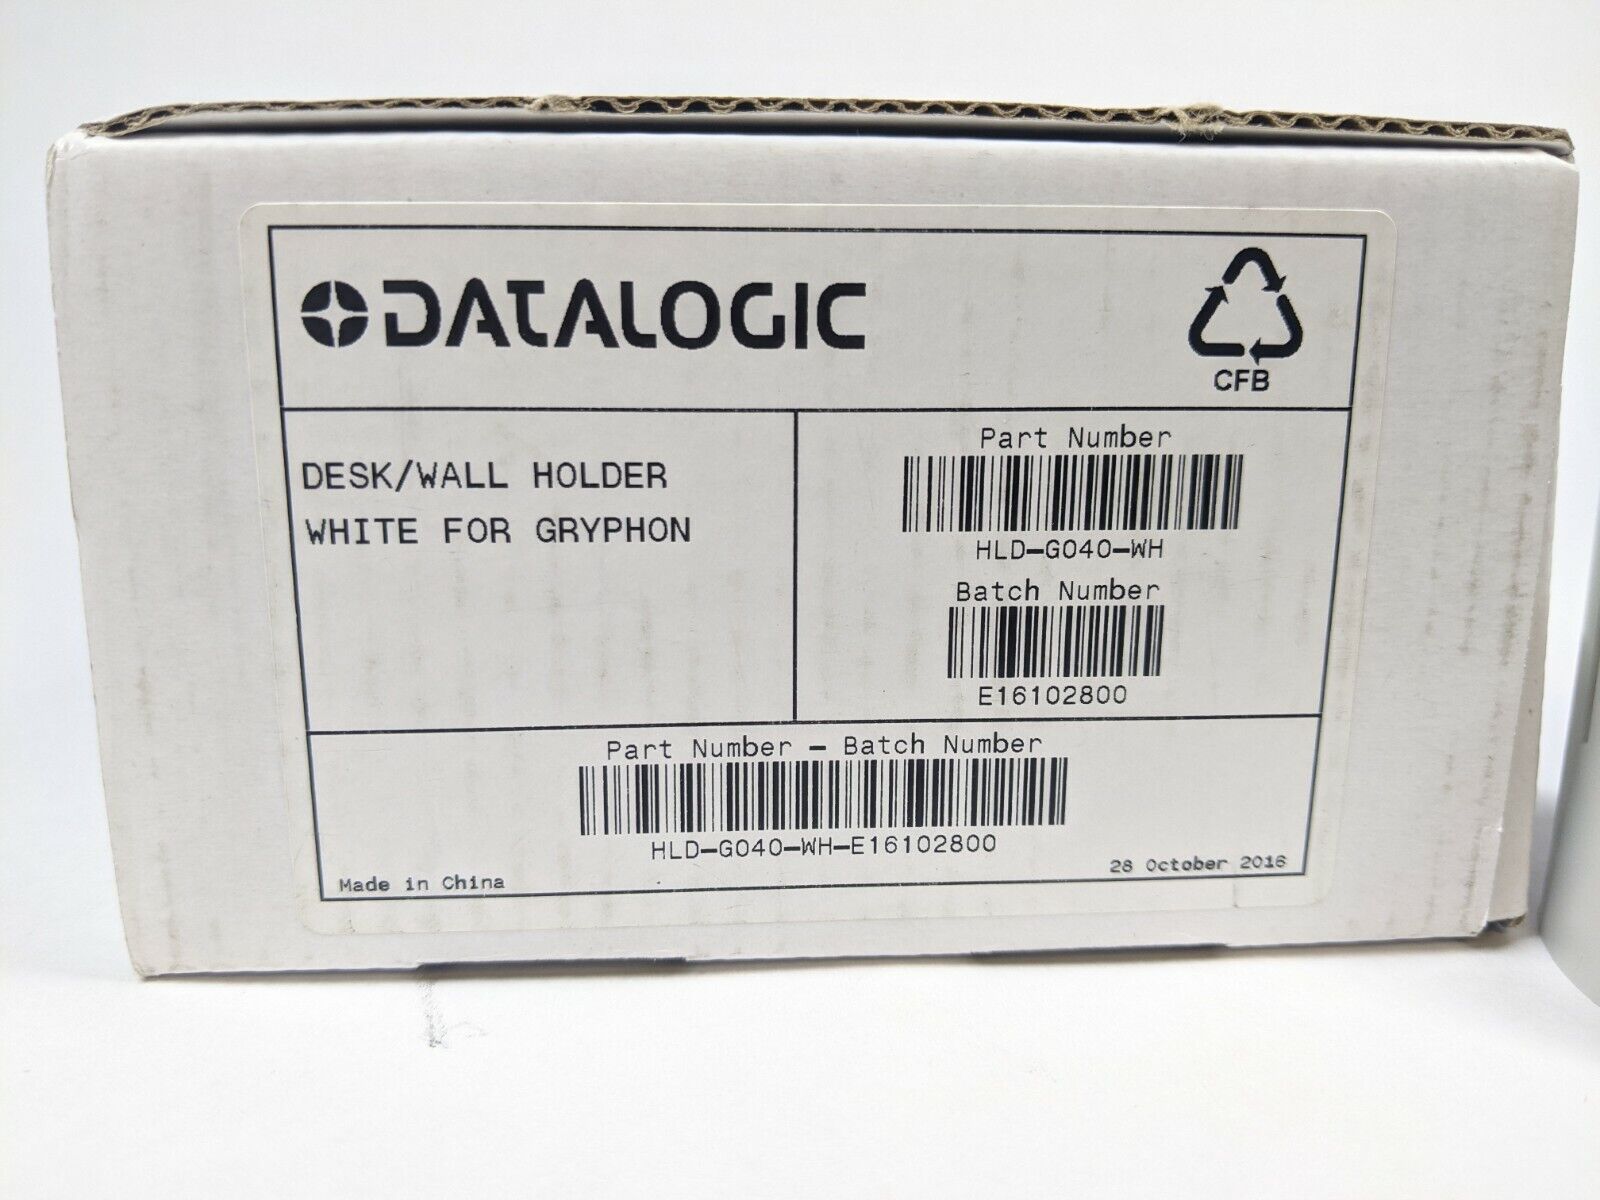 DATALOGIC
CFB
DESK/WALL HOLDER
WHITE FOR GRYPHON
Part Number
HLD-G040-WH
Batch Number
E16102800
Part Number - Batch Number
HLD-G040-WH-E16102800
Made in China
28 October 2016